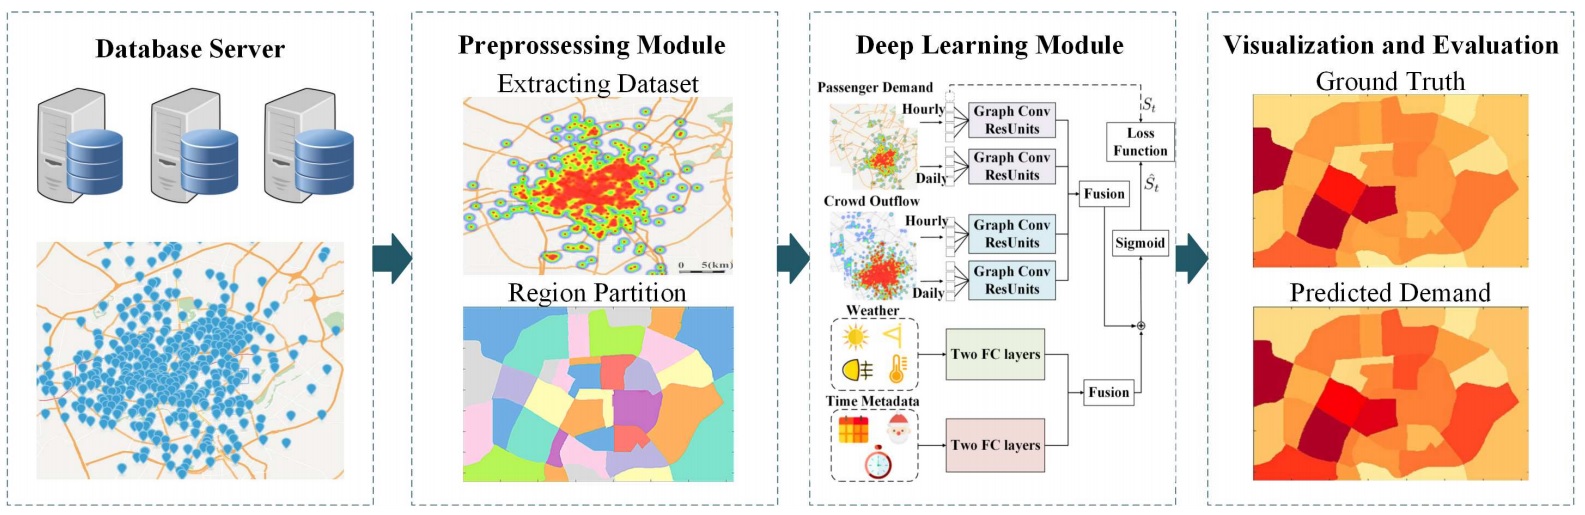 Database Server
Preprossessing Module
Extracting Dataset
0 5(km)
Region Partition
Deep Learning Module
Passenger Demand
Hourly
Graph Conv
ResUnits
Daily
Graph Conv
ResUnits
Crowd Outflow
Hourly
Graph Conv
ResUnits
Daily
Graph Conv
ResUnits
Fusion
S_t
Loss
Function
Ŝ_t
Sigmoid
Weather
Two FC layers
Time Metadata
Two FC layers
Fusion
Visualization and Evaluation
Ground Truth
Predicted Demand